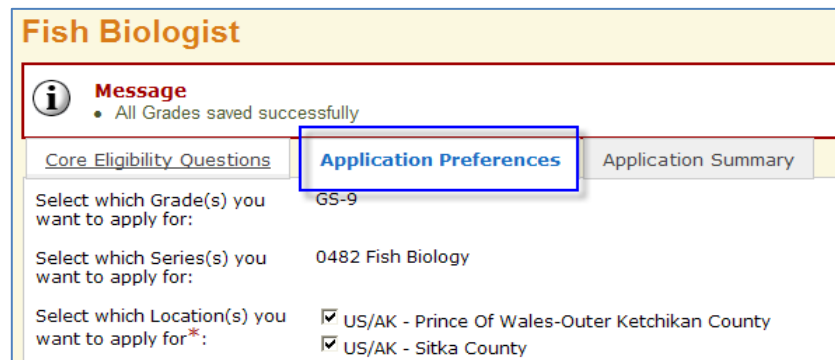 Fish Biologist
Message
• All Grades saved successfully
Core Eligibility Questions Application Preferences Application Summary
Select which Grade(s) you GS-9
want to apply for:
Select which Series(s) you 0482 Fish Biology
want to apply for:
Select which Location(s) you US/AK - Prince Of Wales-Outer Ketchikan County
want to apply for*: US/AK - Sitka County